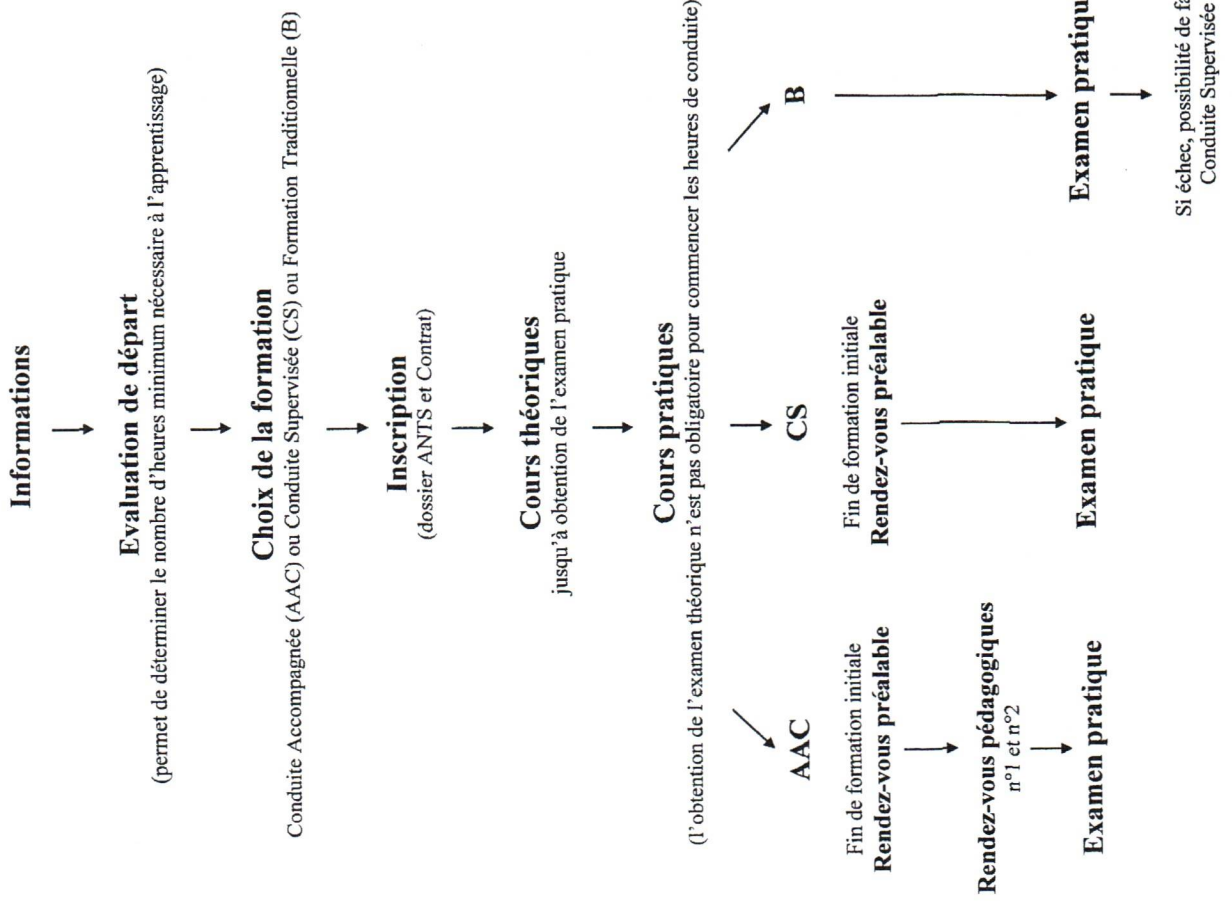 Informations
Evaluation de départ
(permet de déterminer le nombre d'heures minimum nécessaire à l'apprentissage)
Choix de la formation
Conduite Accompagnée (AAC) ou Conduite Supervisée (CS) ou Formation Traditionnelle (B)
Inscription
(dossier ANTS et Contrat)
Cours théoriques
jusqu'à obtention de l'examen pratique
Cours pratiques
(l'obtention de l'examen théorique n'est pas obligatoire pour commencer les heures de conduite)
AAC
Fin de formation initiale
Rendez-vous préalable
Rendez-vous pédagogiques
n°1 et n°2
Examen pratique
CS
Fin de formation initiale
Rendez-vous préalable
Examen pratique
B
Examen pratiqu
Si échec, possibilité de fa
Conduite Supervisée